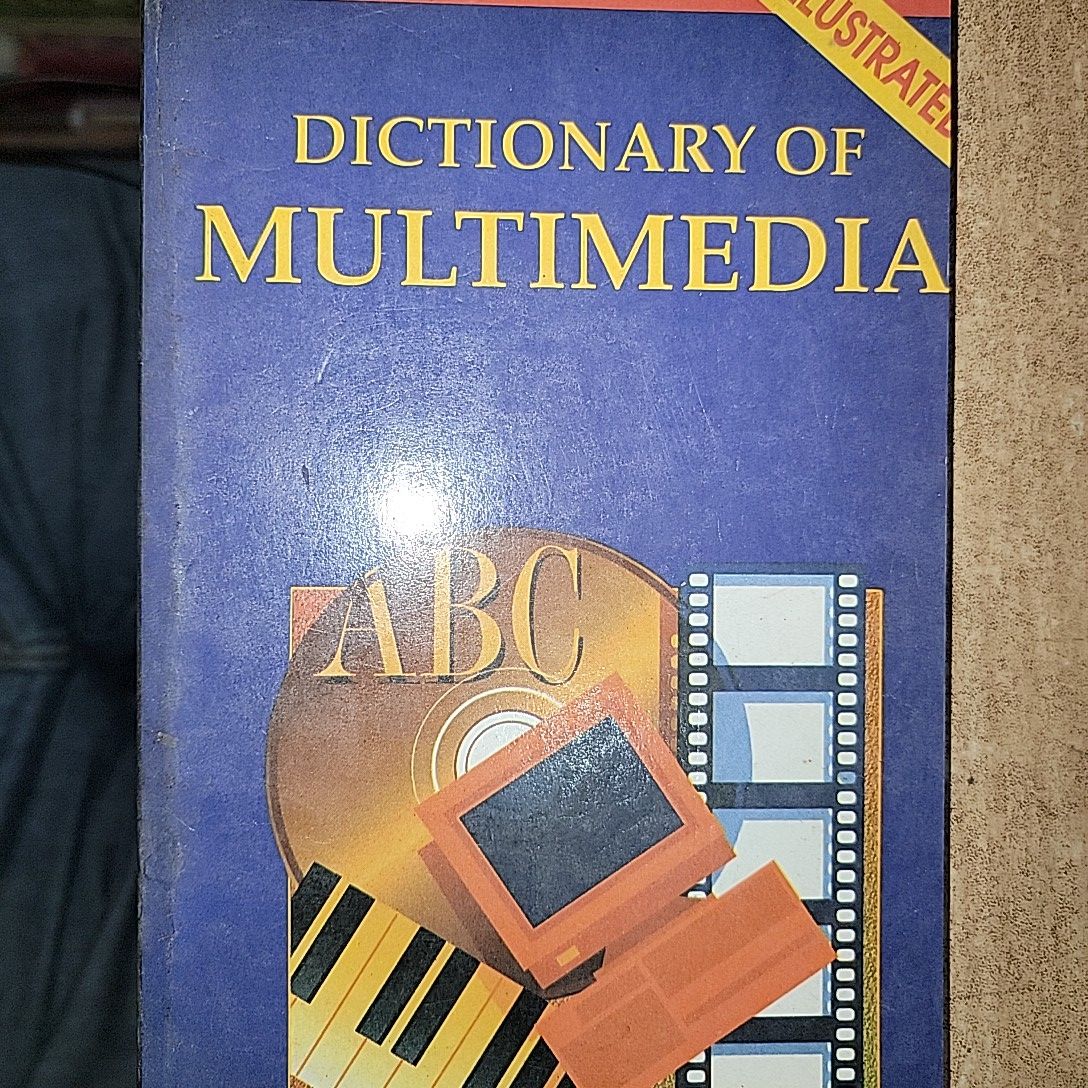 ILLUSTRATED
DICTIONARY OF
MULTIMEDIA
ABC